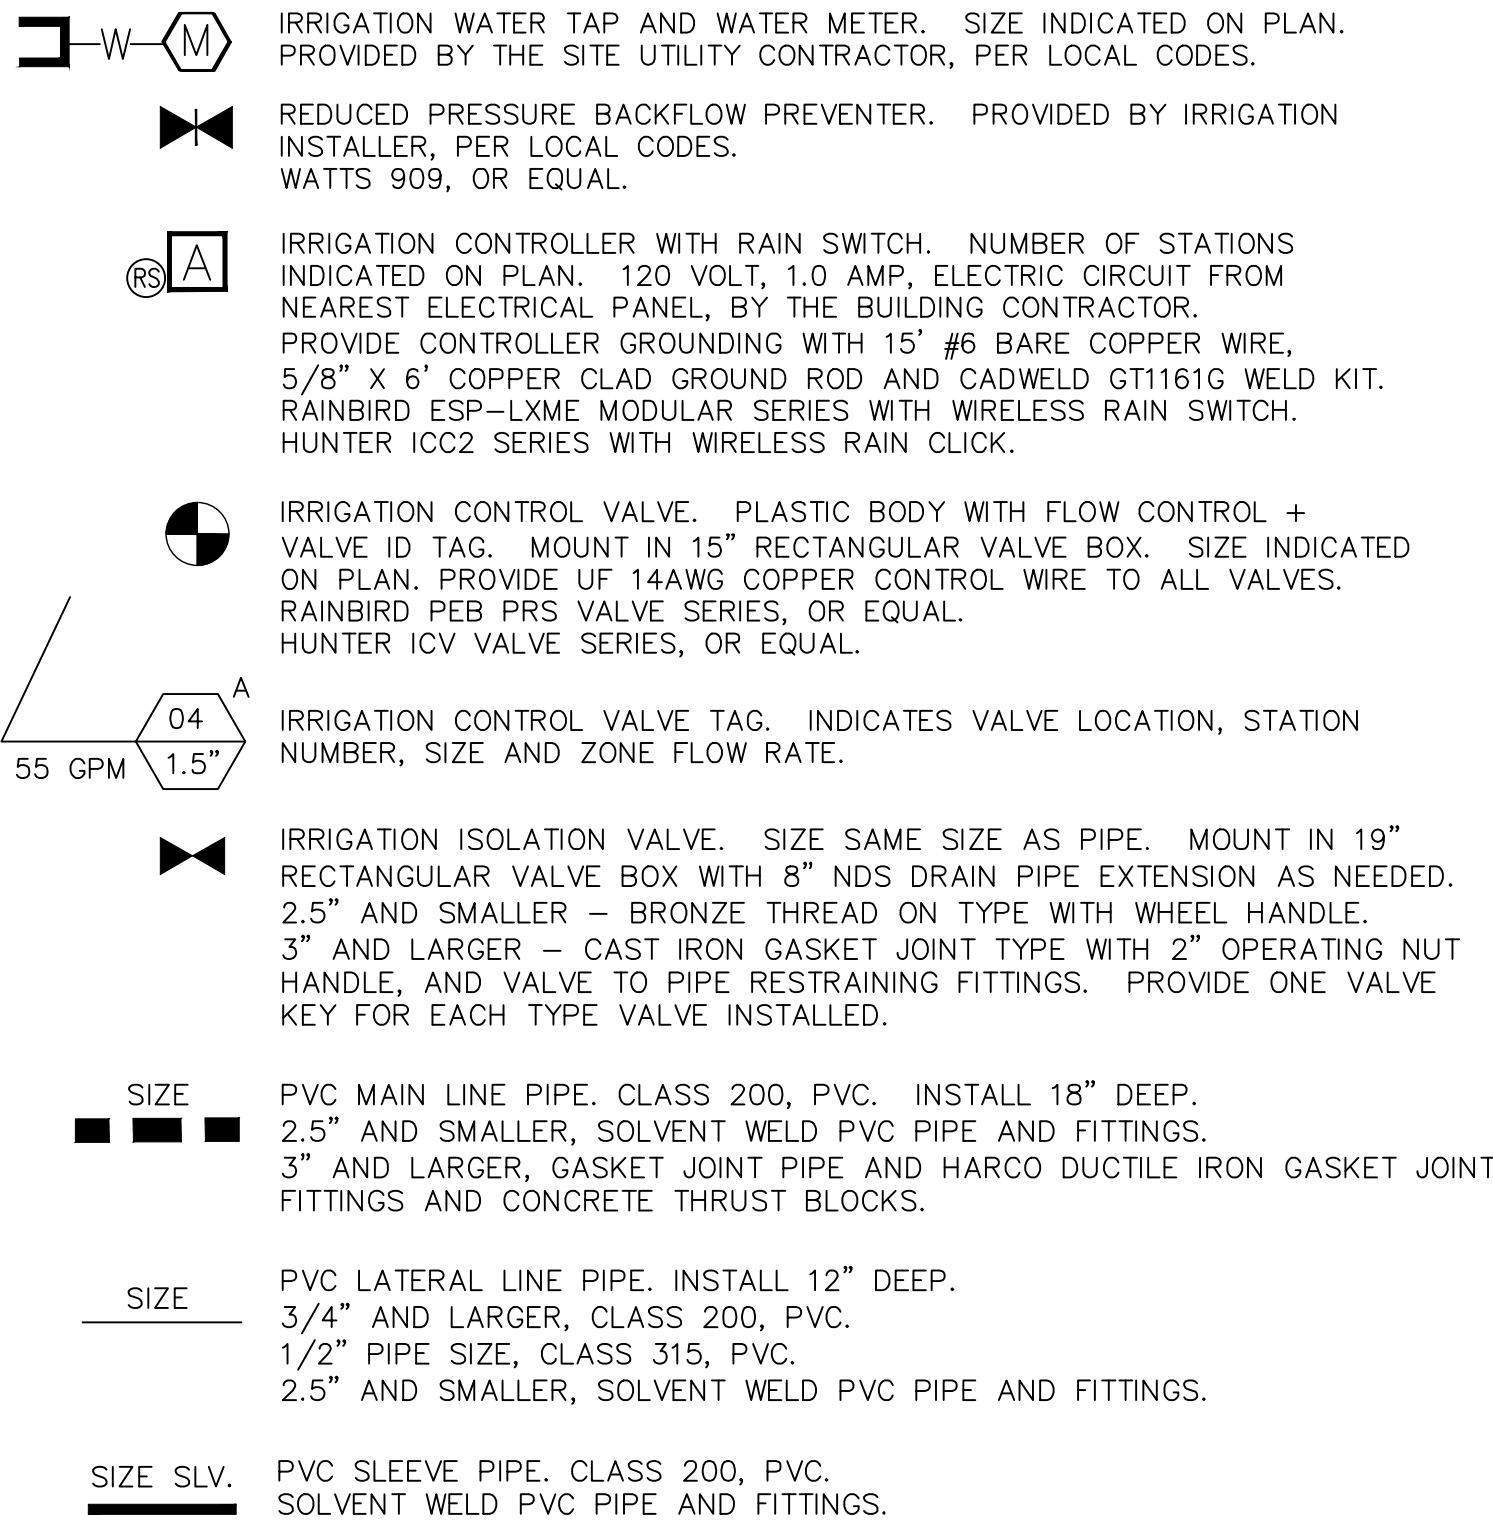 W M IRRIGATION WATER TAP AND WATER METER. SIZE INDICATED ON PLAN.
PROVIDED BY THE SITE UTILITY CONTRACTOR, PER LOCAL CODES.
REDUCED PRESSURE BACKFLOW PREVENTER. PROVIDED BY IRRIGATION
INSTALLER, PER LOCAL CODES.
WATTS 909, OR EQUAL.
RS A
IRRIGATION CONTROLLER WITH RAIN SWITCH. NUMBER OF STATIONS
INDICATED ON PLAN. 120 VOLT, 1.0 AMP, ELECTRIC CIRCUIT FROM
NEAREST ELECTRICAL PANEL, BY THE BUILDING CONTRACTOR.
PROVIDE CONTROLLER GROUNDING WITH 15' #6 BARE COPPER WIRE,
5/8" X 6' COPPER CLAD GROUND ROD AND CADWELD GT1161G WELD KIT.
RAINBIRD ESP-LXME MODULAR SERIES WITH WIRELESS RAIN SWITCH.
HUNTER ICC2 SERIES WITH WIRELESS RAIN CLICK.
IRRIGATION CONTROL VALVE. PLASTIC BODY WITH FLOW CONTROL +
VALVE ID TAG. MOUNT IN 15" RECTANGULAR VALVE BOX. SIZE INDICATED
ON PLAN. PROVIDE UF 14AWG COPPER CONTROL WIRE TO ALL VALVES.
RAINBIRD PEB PRS VALVE SERIES, OR EQUAL.
HUNTER ICV VALVE SERIES, OR EQUAL.
A
04
55 GPM 1.5"
IRRIGATION CONTROL VALVE TAG. INDICATES VALVE LOCATION, STATION
NUMBER, SIZE AND ZONE FLOW RATE.
IRRIGATION ISOLATION VALVE. SIZE SAME SIZE AS PIPE. MOUNT IN 19"
RECTANGULAR VALVE BOX WITH 8" NDS DRAIN PIPE EXTENSION AS NEEDED.
2.5" AND SMALLER - BRONZE THREAD ON TYPE WITH WHEEL HANDLE.
3" AND LARGER - CAST IRON GASKET JOINT TYPE WITH 2" OPERATING NUT
HANDLE, AND VALVE TO PIPE RESTRAINING FITTINGS. PROVIDE ONE VALVE
KEY FOR EACH TYPE VALVE INSTALLED.
SIZE
PVC MAIN LINE PIPE. CLASS 200, PVC. INSTALL 18" DEEP.
2.5" AND SMALLER, SOLVENT WELD PVC PIPE AND FITTINGS.
3" AND LARGER, GASKET JOINT PIPE AND HARCO DUCTILE IRON GASKET JOINT
FITTINGS AND CONCRETE THRUST BLOCKS.
SIZE
PVC LATERAL LINE PIPE. INSTALL 12" DEEP.
3/4" AND LARGER, CLASS 200, PVC.
1/2" PIPE SIZE, CLASS 315, PVC.
2.5" AND SMALLER, SOLVENT WELD PVC PIPE AND FITTINGS.
SIZE SLV.
PVC SLEEVE PIPE. CLASS 200, PVC.
SOLVENT WELD PVC PIPE AND FITTINGS.